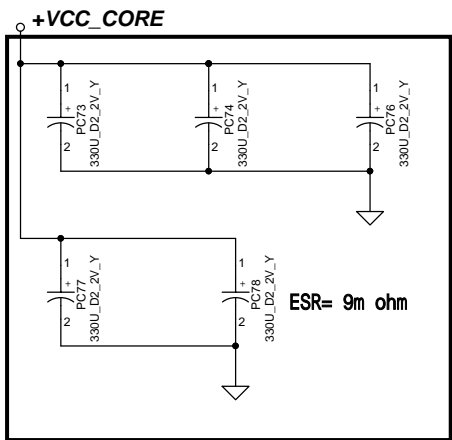 +VCC_CORE
1
+
2
PC73
330U_D2_2V_Y
1
+
2
PC74
330U_D2_2V_Y
1
+
2
PC76
330U_D2_2V_Y
1
+
2
PC77
330U_D2_2V_Y
1
+
2
PC78
330U_D2_2V_Y
ESR= 9m ohm